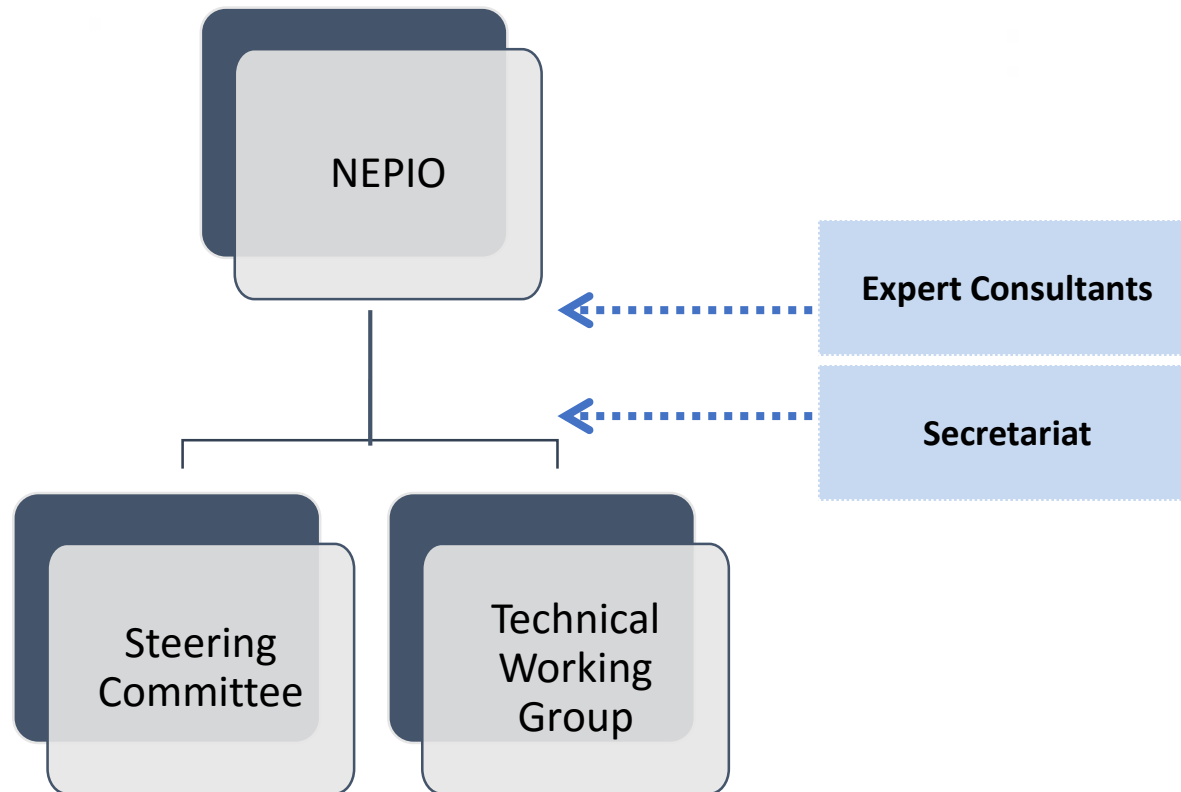 NEPIO
Expert Consultants
Secretariat
Steering
Committee
Technical
Working
Group